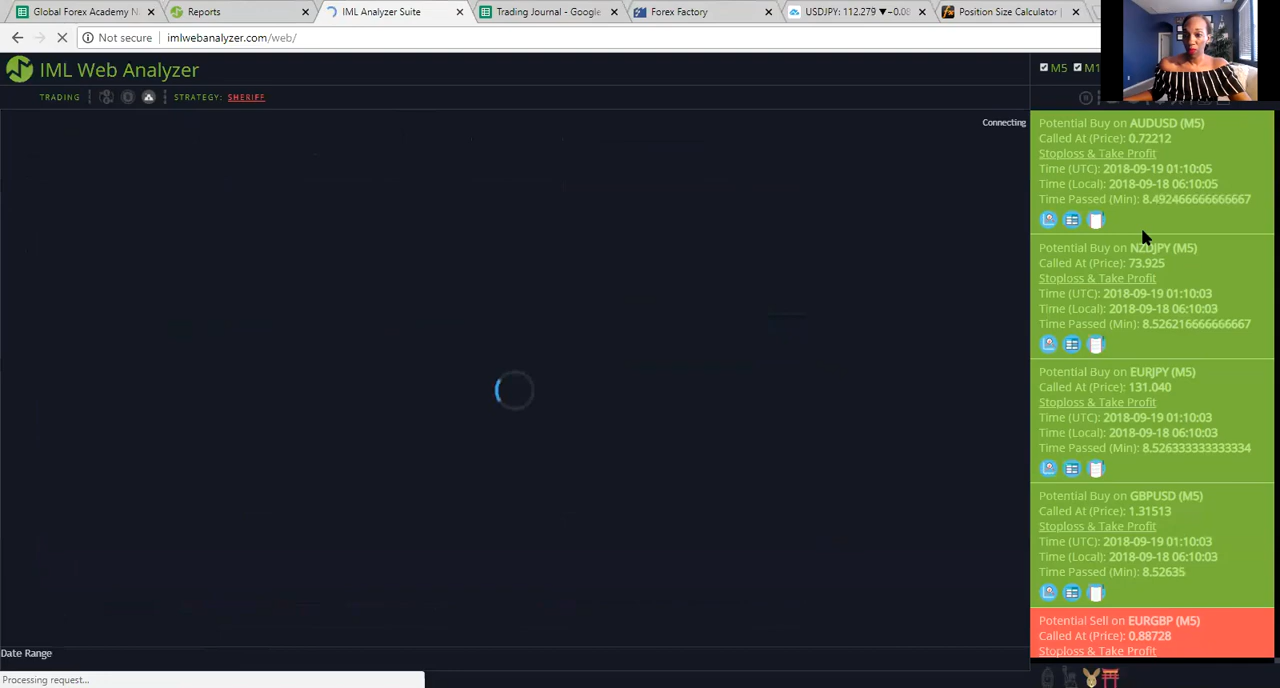 Global Forex Academy N
Reports
IML Analyzer Suite
Trading Journal - Google
Forex Factory
USDJPY: 112.279 ▼−0.08
Position Size Calculator |
Not secure | imlwebanalyzer.com/web/
IML Web Analyzer
M5 M1
TRADING
STRATEGY: SHERIFF
Connecting
Potential Buy on AUDUSD (M5)
Called At (Price): 0.72212
Stoploss & Take Profit
Time (UTC): 2018-09-19 01:10:05
Time (Local): 2018-09-18 06:10:05
Time Passed (Min): 8.492466666666667
Potential Buy on NZDJPY (M5)
Called At (Price): 73.925
Stoploss & Take Profit
Time (UTC): 2018-09-19 01:10:03
Time (Local): 2018-09-18 06:10:03
Time Passed (Min): 8.526216666666667
Potential Buy on EURJPY (M5)
Called At (Price): 131.040
Stoploss & Take Profit
Time (UTC): 2018-09-19 01:10:03
Time (Local): 2018-09-18 06:10:03
Time Passed (Min): 8.526333333333334
Potential Buy on GBPUSD (M5)
Called At (Price): 1.31513
Stoploss & Take Profit
Time (UTC): 2018-09-19 01:10:03
Time (Local): 2018-09-18 06:10:03
Time Passed (Min): 8.52635
Potential Sell on EURGBP (M5)
Called At (Price): 0.88728
Stoploss & Take Profit
Date Range
Processing request...